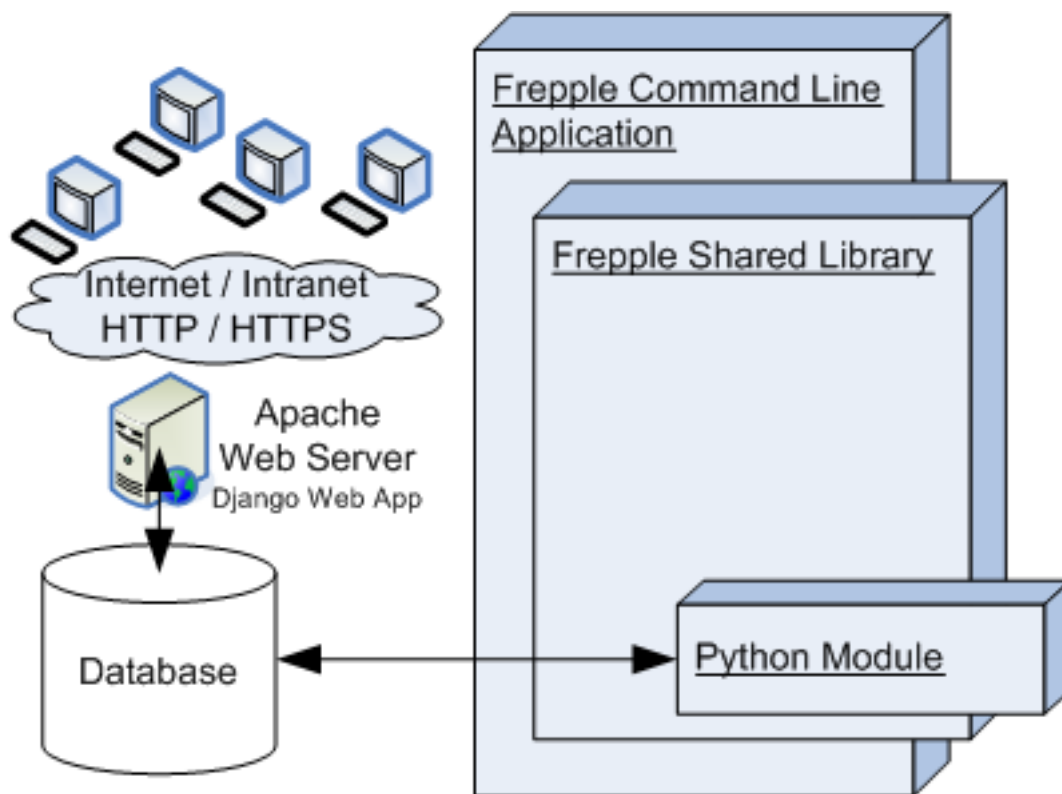 Frepple Command Line
Application
Frepple Shared Library
Internet / Intranet
HTTP / HTTPS
Apache
Web Server
Django Web App
Database
Python Module